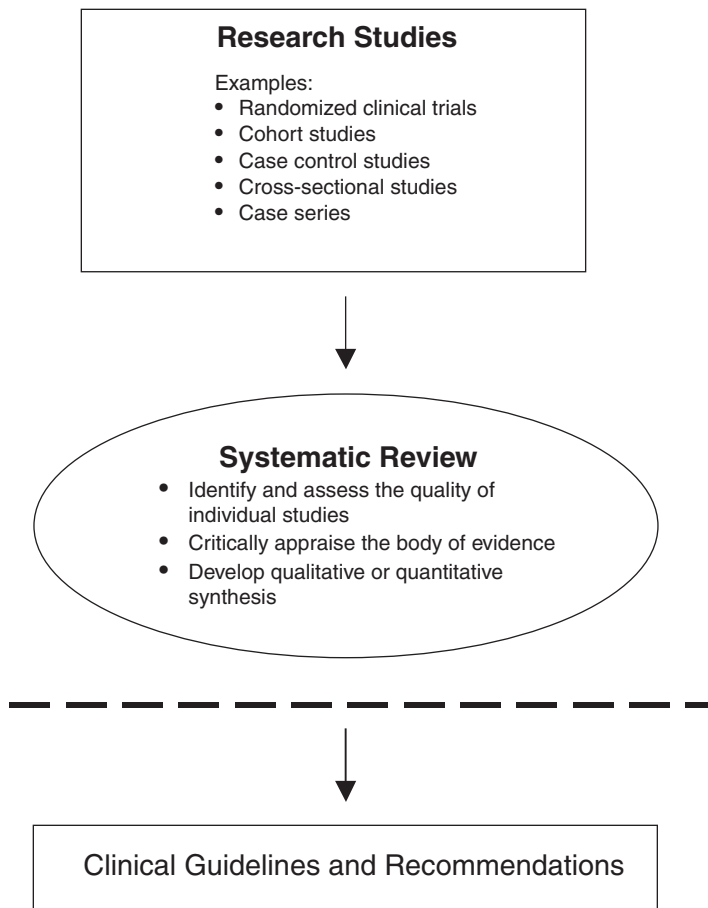 Research Studies
Examples:
• Randomized clinical trials
• Cohort studies
• Case control studies
• Cross-sectional studies
• Case series
Systematic Review
• Identify and assess the quality of
individual studies
• Critically appraise the body of evidence
• Develop qualitative or quantitative
synthesis
Clinical Guidelines and Recommendations